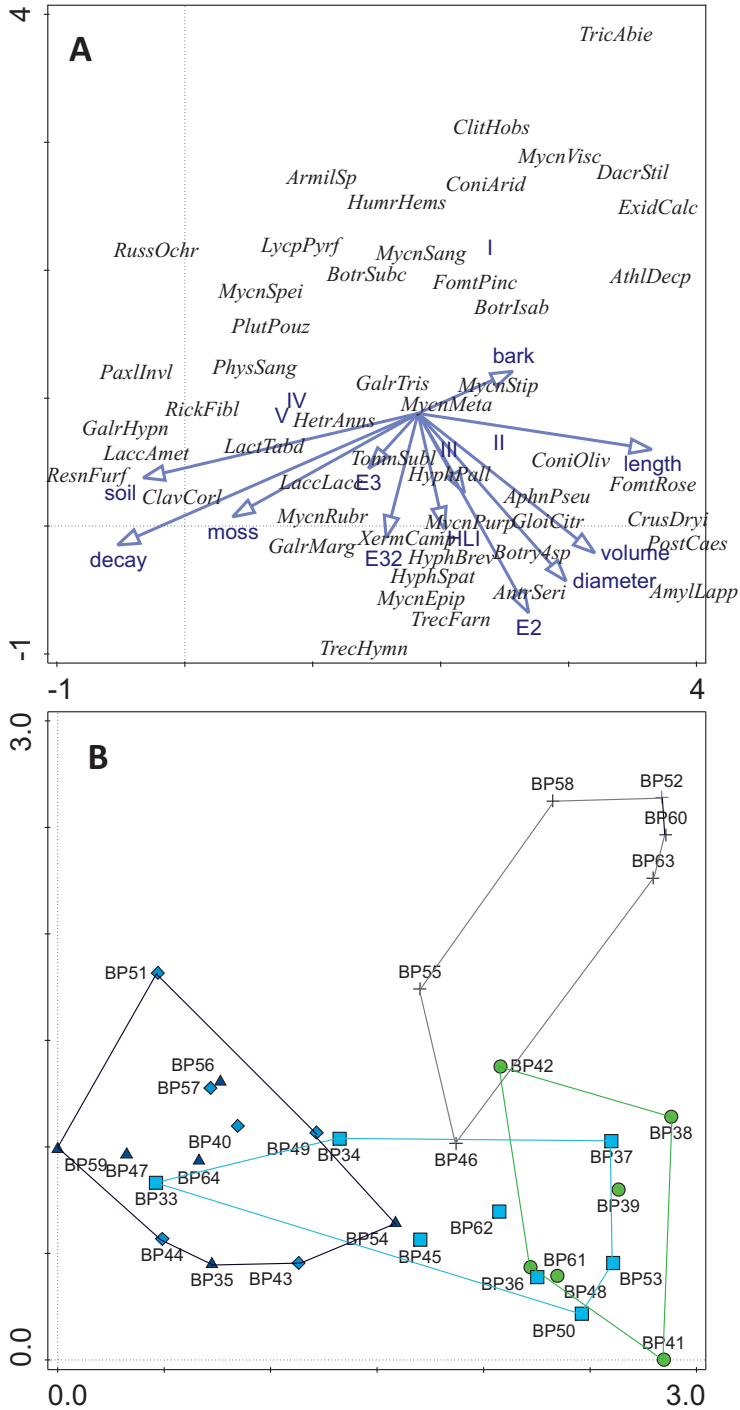 4
A
TricAbie
ClitHobs
MycnVisc
ArmilSp
ConiArid
DacrStil
HumrHems
ExidCalc
RussOchr
LycpPyrf
MycnSang
I
BotrSubc
FomtPinc
AthlDecp
MycnSpei
BotrIsab
PlutPouz
bark
PaxlInvl
PhysSang
GalrTris
MycnStip
RickFibl
IV
MycnMeta
V
HetrAnns
GalrHypn
LactTabd
III
II
LaccAmet
TomnSubl
ConiOliv
length
ResnFurf
LaccLacc
E3
HyphPall
FomtRose
soil
ClavCorl
AphnPseu
moss
MycnRubr
MycnPurp
GloiCitr
CrusDryi
decay
GalrMarg
XermCamp
HLI
PostCaes
E32
HyphBrev
Botry4sp
volume
HyphSpat
diameter
MycnEpip
AntrSeri
AmylLapp
TrecFarn
E2
TrecHymn
-1
-1
4
3.0
B
BP58
BP52
BP60
BP63
BP51
BP55
BP56
BP42
BP57
BP40
BP49
BP34
BP38
BP59
BP47
BP64
BP46
BP37
BP33
BP39
BP62
BP54
BP44
BP45
BP35
BP43
BP36
BP61
BP53
BP48
BP50
BP41
0.0
0.0
3.0